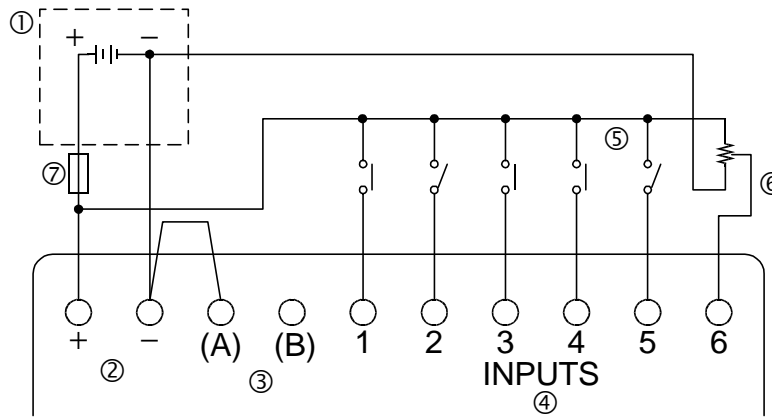 ①
+ −
⑤
⑦
⑥
+ − (A) (B) 1 2 3 4 5 6
INPUTS
② ③ ④